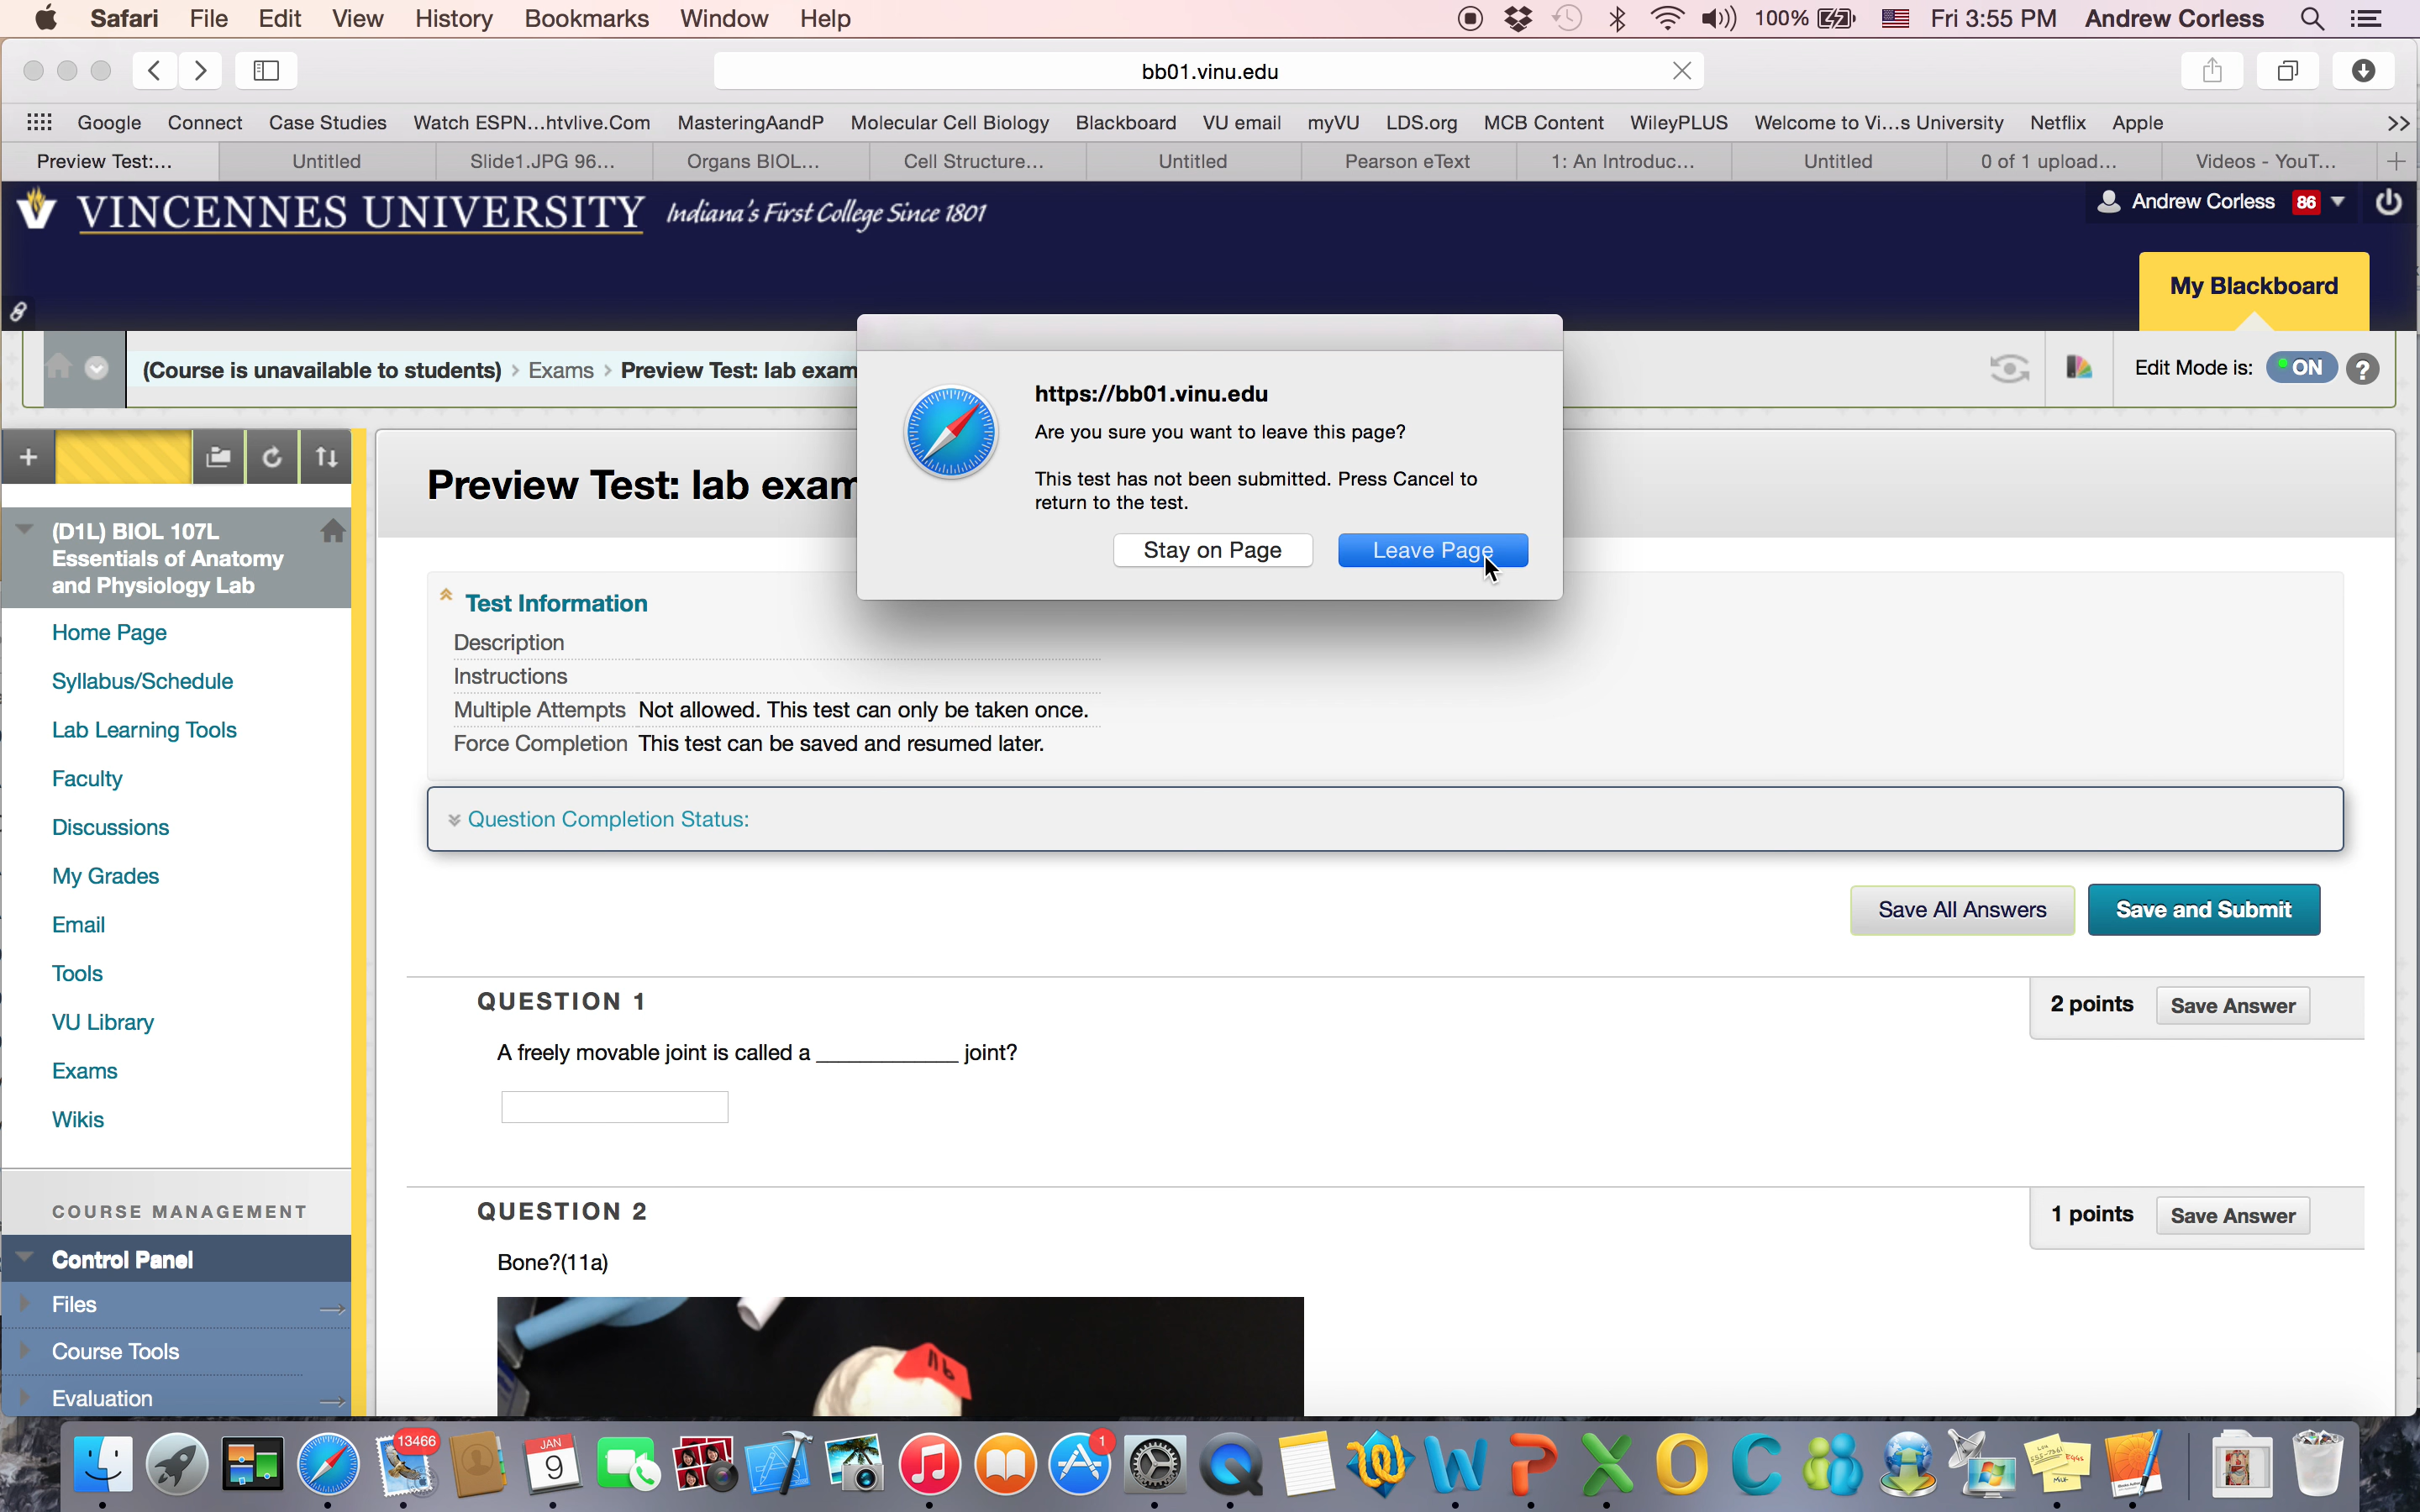 Safari File Edit View History Bookmarks Window Help 100% Fri 3:55 PM Andrew Corless
bb01.vinu.edu
Google Connect Case Studies Watch ESPN...htvlive.Com MasteringAandP Molecular Cell Biology Blackboard VU email myVU LDS.org MCB Content WileyPLUS Welcome to Vi...s University Netflix Apple
Preview Test:... Untitled Slide1.JPG 96... Organs BIOL... Cell Structure... Untitled Pearson eText 1: An Introduc... Untitled 0 of 1 upload... Videos - YouT...
VINCENNES UNIVERSITY Indiana's First College Since 1801
Andrew Corless 86
My Blackboard
(Course is unavailable to students) Exams Preview Test: lab exam
Edit Mode is: ON ?
https://bb01.vinu.edu
Are you sure you want to leave this page?
This test has not been submitted. Press Cancel to
return to the test.
Stay on Page Leave Page
Preview Test: lab exam
(D1L) BIOL 107L
Essentials of Anatomy
and Physiology Lab
Home Page
Syllabus/Schedule
Lab Learning Tools
Faculty
Discussions
My Grades
Email
Tools
VU Library
Exams
Wikis
COURSE MANAGEMENT
Control Panel
Files
Course Tools
Evaluation
Test Information
Description
Instructions
Multiple Attempts Not allowed. This test can only be taken once.
Force Completion This test can be saved and resumed later.
Question Completion Status:
Save All Answers Save and Submit
QUESTION 1
2 points Save Answer
A freely movable joint is called a ____________ joint?
QUESTION 2
1 points Save Answer
Bone?(11a)
13466
JAN
9
1